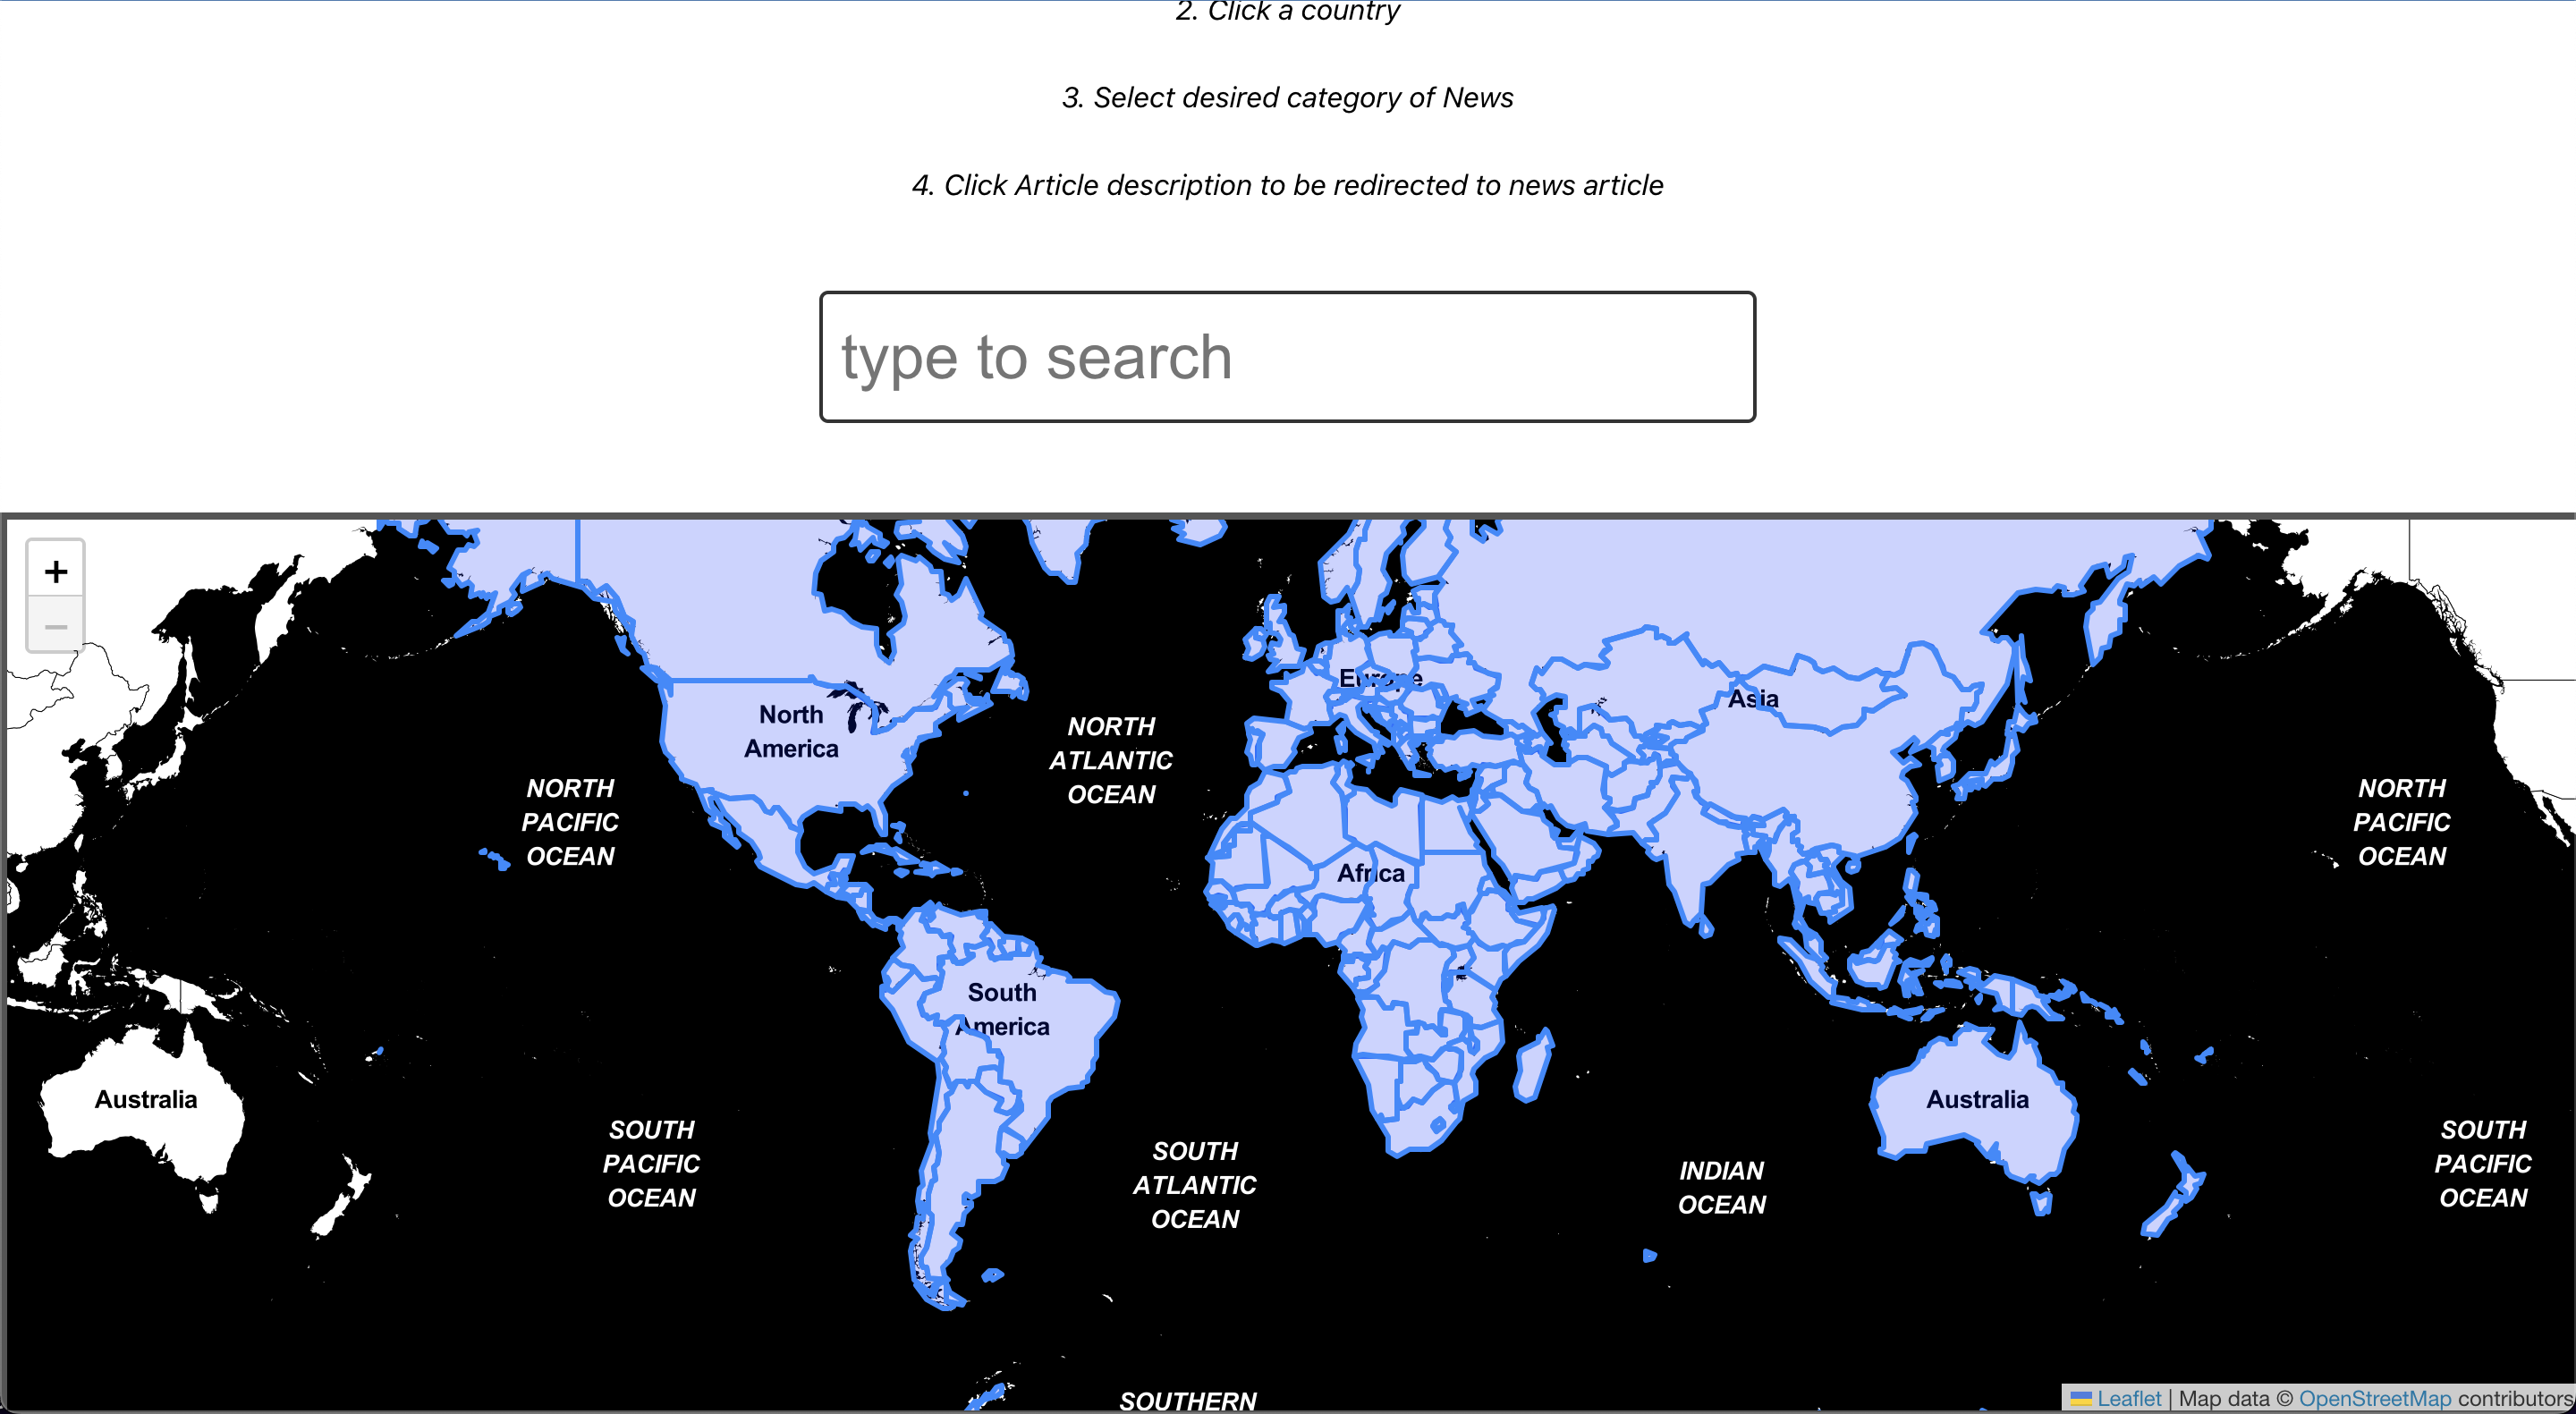 2. Click a country
3. Select desired category of News
4. Click Article description to be redirected to news article
type to search
+
−
Europe
Asia
North
America
NORTH
ATLANTIC
OCEAN
NORTH
PACIFIC
OCEAN
NORTH
PACIFIC
OCEAN
Africa
South
America
Australia
Australia
SOUTH
PACIFIC
OCEAN
SOUTH
ATLANTIC
OCEAN
INDIAN
OCEAN
SOUTH
PACIFIC
OCEAN
SOUTHERN
Leaflet | Map data © OpenStreetMap contributors